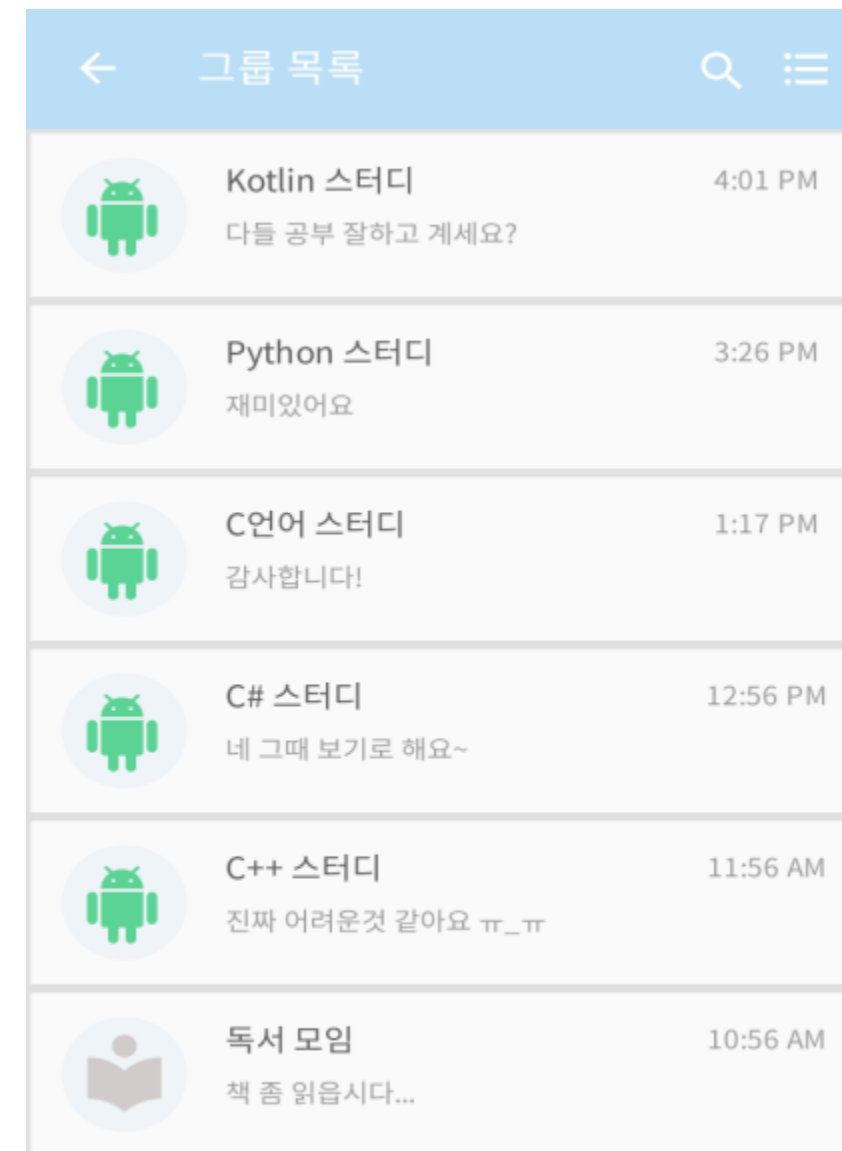 그룹 목록
Kotlin 스터디 4:01 PM
다들 공부 잘하고 계세요?
Python 스터디 3:26 PM
재미있어요
C언어 스터디 1:17 PM
감사합니다!
C# 스터디 12:56 PM
네 그때 보기로 해요~
C++ 스터디 11:56 AM
진짜 어려운것 같아요 ㅠ_ㅠ
독서 모임 10:56 AM
책 좀 읽읍시다...